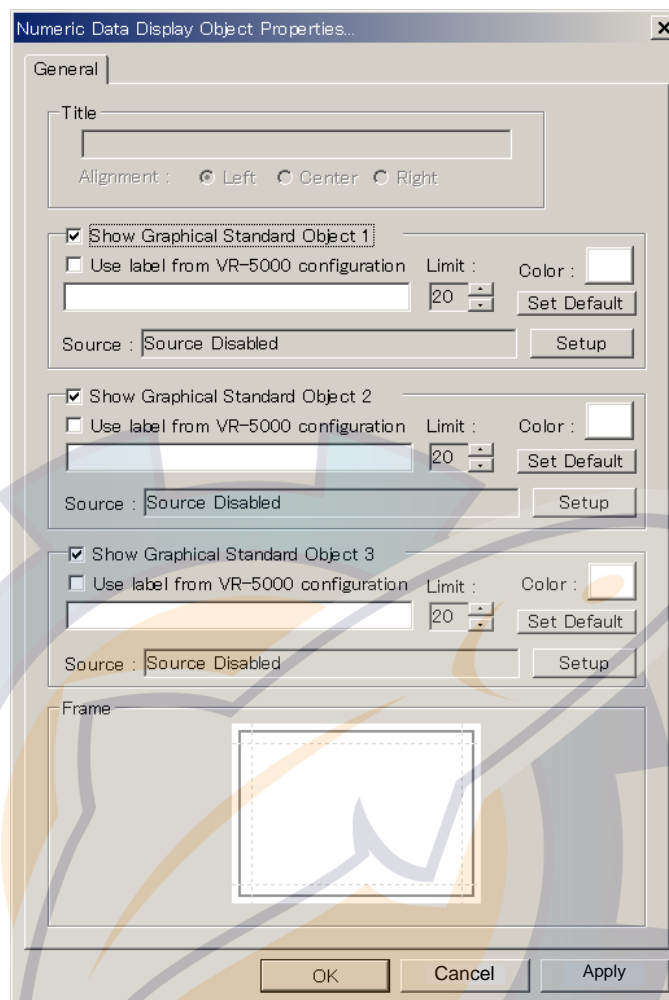 Numeric Data Display Object Properties...
General
Title
Alignment : Left Center Right
Show Graphical Standard Object 1
Use label from VR-5000 configuration Limit : Color :
20 Set Default
Source : Source Disabled Setup
Show Graphical Standard Object 2
Use label from VR-5000 configuration Limit : Color :
20 Set Default
Source : Source Disabled Setup
Show Graphical Standard Object 3
Use label from VR-5000 configuration Limit : Color :
20 Set Default
Source : Source Disabled Setup
Frame
OK Cancel Apply